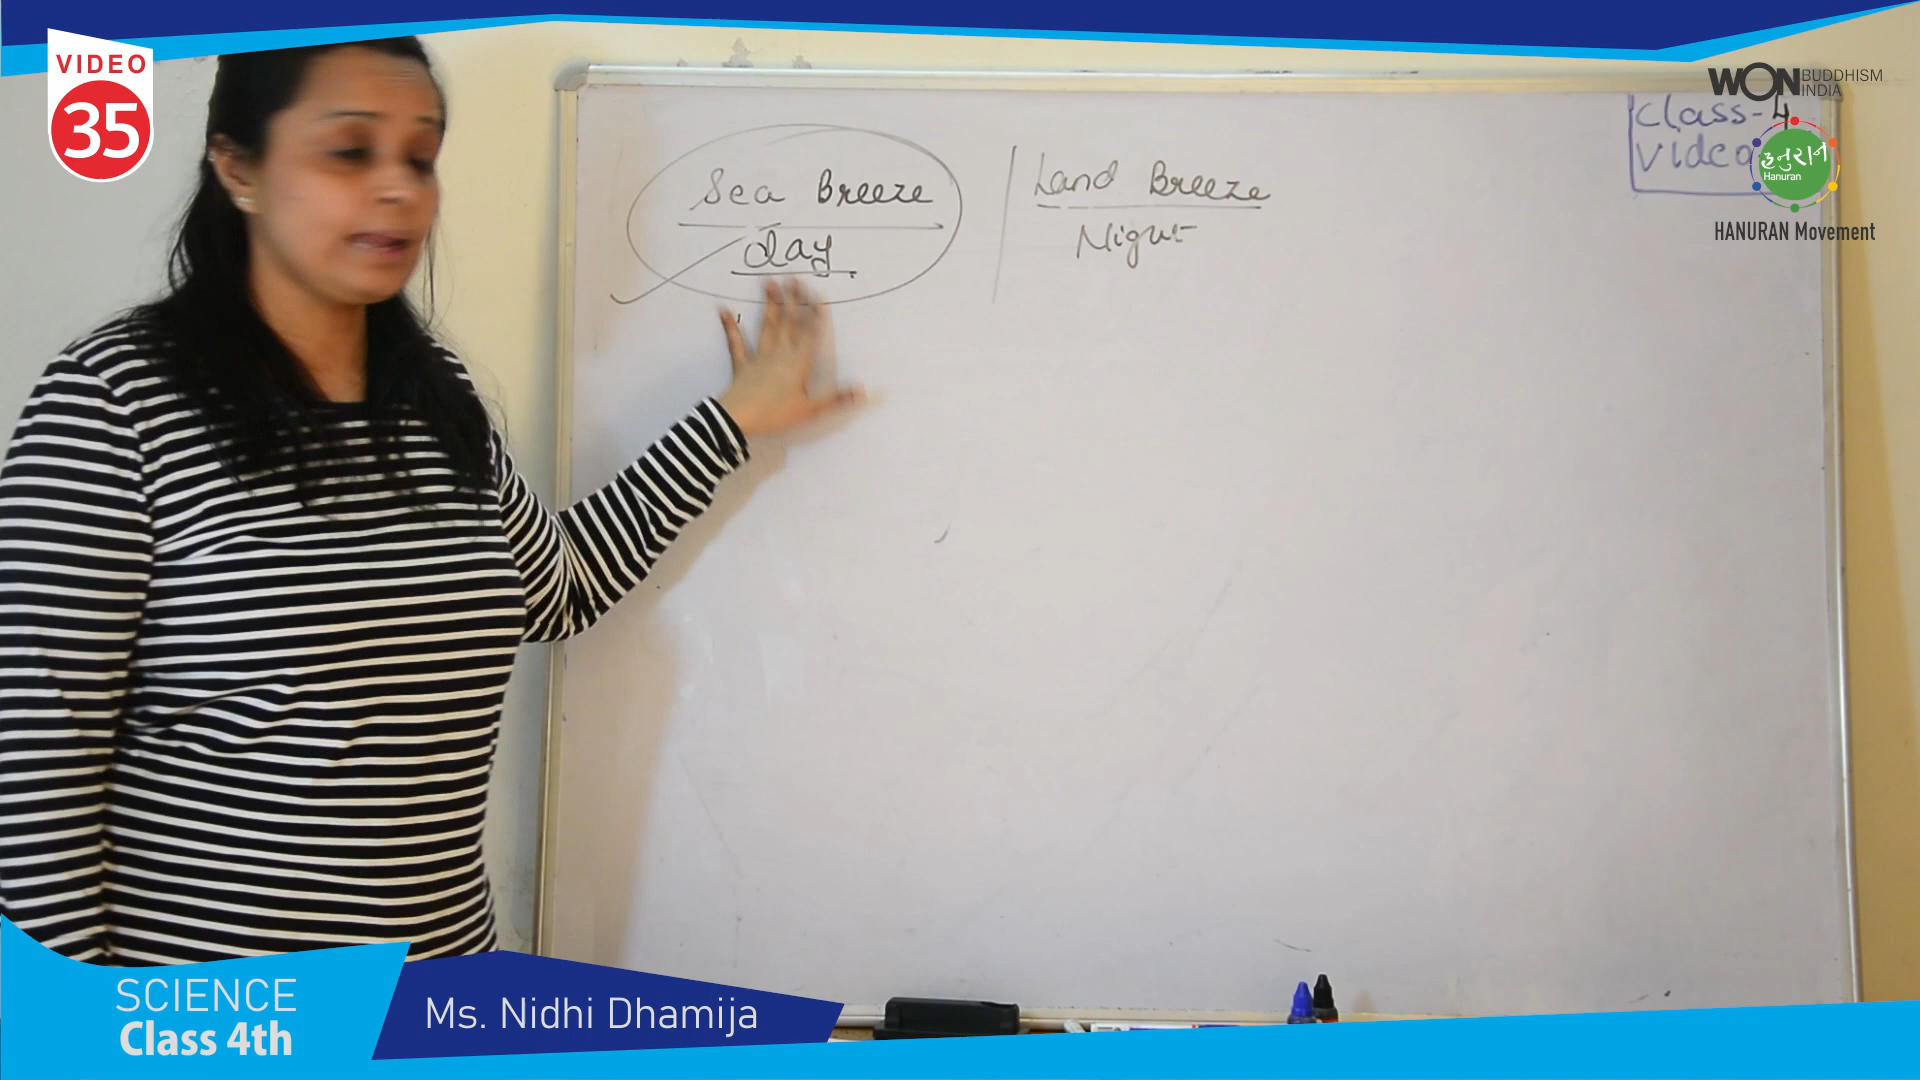 VIDEO
35
Sea Breeze
day
Land Breeze
Night
Class-4
Video
WON BUDDHISM INDIA
હનુરાન
Hanuran
HANURAN Movement
SCIENCE
Class 4th
Ms. Nidhi Dhamija